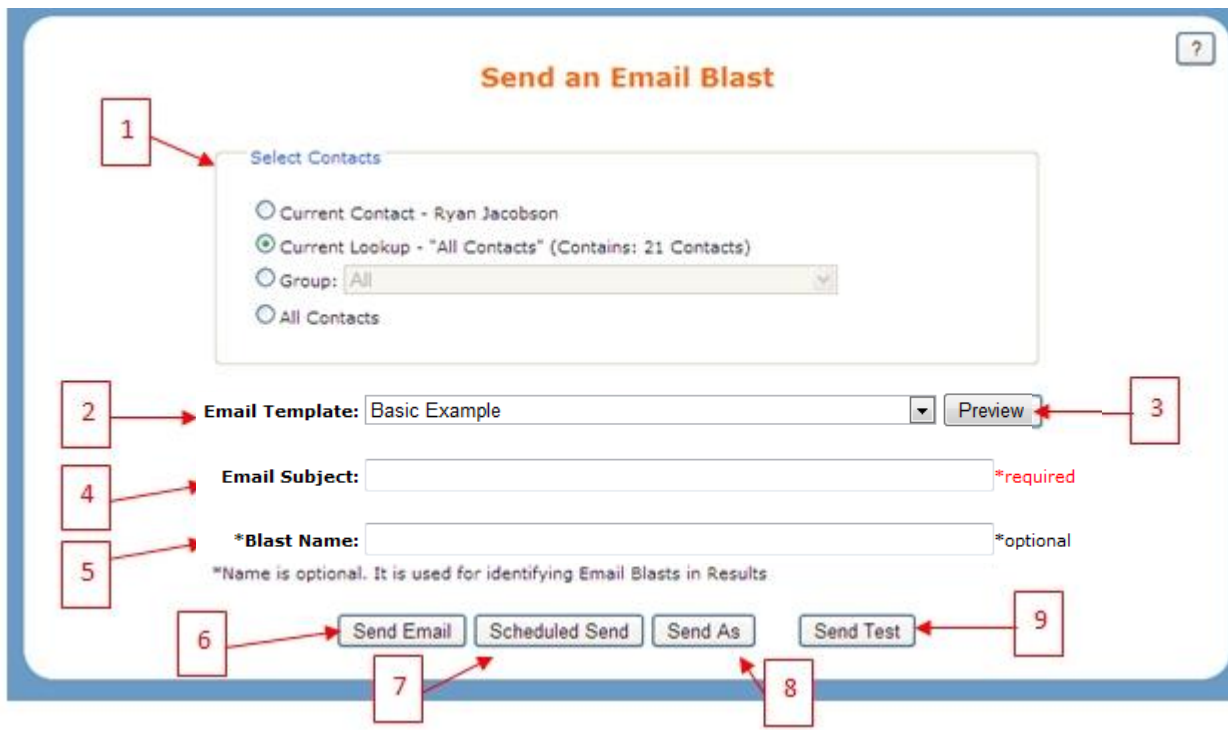 ?
Send an Email Blast
1
Select Contacts
Current Contact - Ryan Jacobson
Current Lookup - "All Contacts" (Contains: 21 Contacts)
Group: All
All Contacts
2 Email Template: Basic Example Preview 3
4 Email Subject: *required
5 *Blast Name: *optional
*Name is optional. It is used for identifying Email Blasts in Results
6 Send Email Scheduled Send Send As Send Test 9
7 8